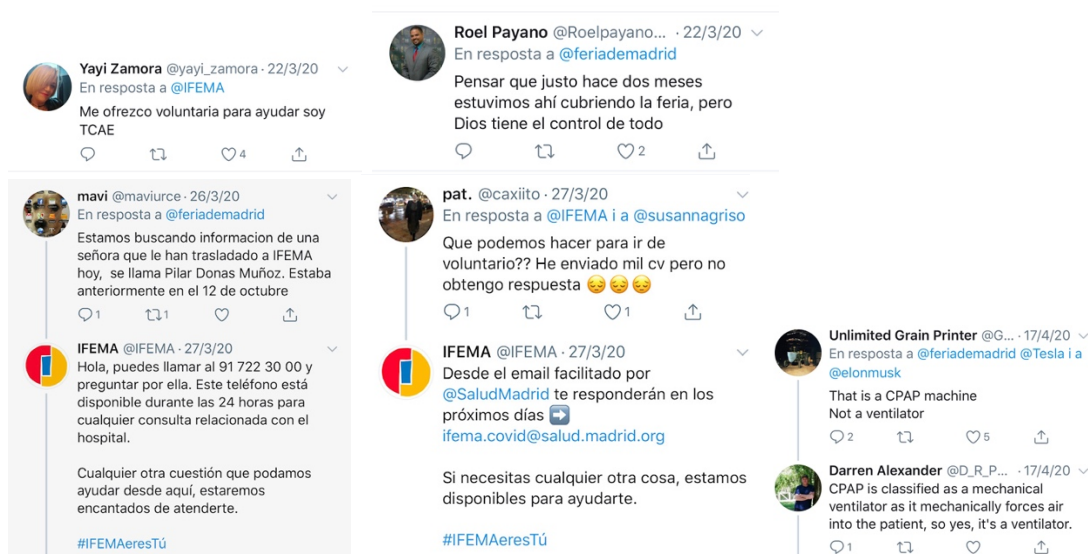 Yayi Zamora @yayi_zamora · 22/3/20
En resposta a @IFEMA
Me ofrezco voluntaria para ayudar soy
TCAE
4
mavi @maviurce · 26/3/20
En resposta a @feriademadrid
Estamos buscando informacion de una
señora que le han trasladado a IFEMA
hoy, se llama Pilar Donas Muñoz. Estaba
anteriormente en el 12 de octubre
1 1
IFEMA @IFEMA · 27/3/20
Hola, puedes llamar al 91 722 30 00 y
preguntar por ella. Este teléfono está
disponible durante las 24 horas para
cualquier consulta relacionada con el
hospital.
Cualquier otra cuestión que podamos
ayudar desde aquí, estaremos
encantados de atenderte.
#IFEMAeresTú
Roel Payano @Roelpayano... · 22/3/20
En resposta a @feriademadrid
Pensar que justo hace dos meses
estuvimos ahí cubriendo la feria, pero
Dios tiene el control de todo
2
pat. @caxiito · 27/3/20
En resposta a @IFEMA i a @susannagriso
Que podemos hacer para ir de
voluntario?? He enviado mil cv pero no
obtengo respuesta 😔😔😔
1 1
IFEMA @IFEMA · 27/3/20
Desde el email facilitado por
@SaludMadrid te responderán en los
próximos días ➡️
ifema.covid@salud.madrid.org
Si necesitas cualquier otra cosa, estamos
disponibles para ayudarte.
#IFEMAeresTú
Unlimited Grain Printer @G... · 17/4/20
En resposta a @feriademadrid @Tesla i a
@elonmusk
That is a CPAP machine
Not a ventilator
2 5
Darren Alexander @D_R_P... · 17/4/20
CPAP is classified as a mechanical
ventilator as it mechanically forces air
into the patient, so yes, it's a ventilator.
1